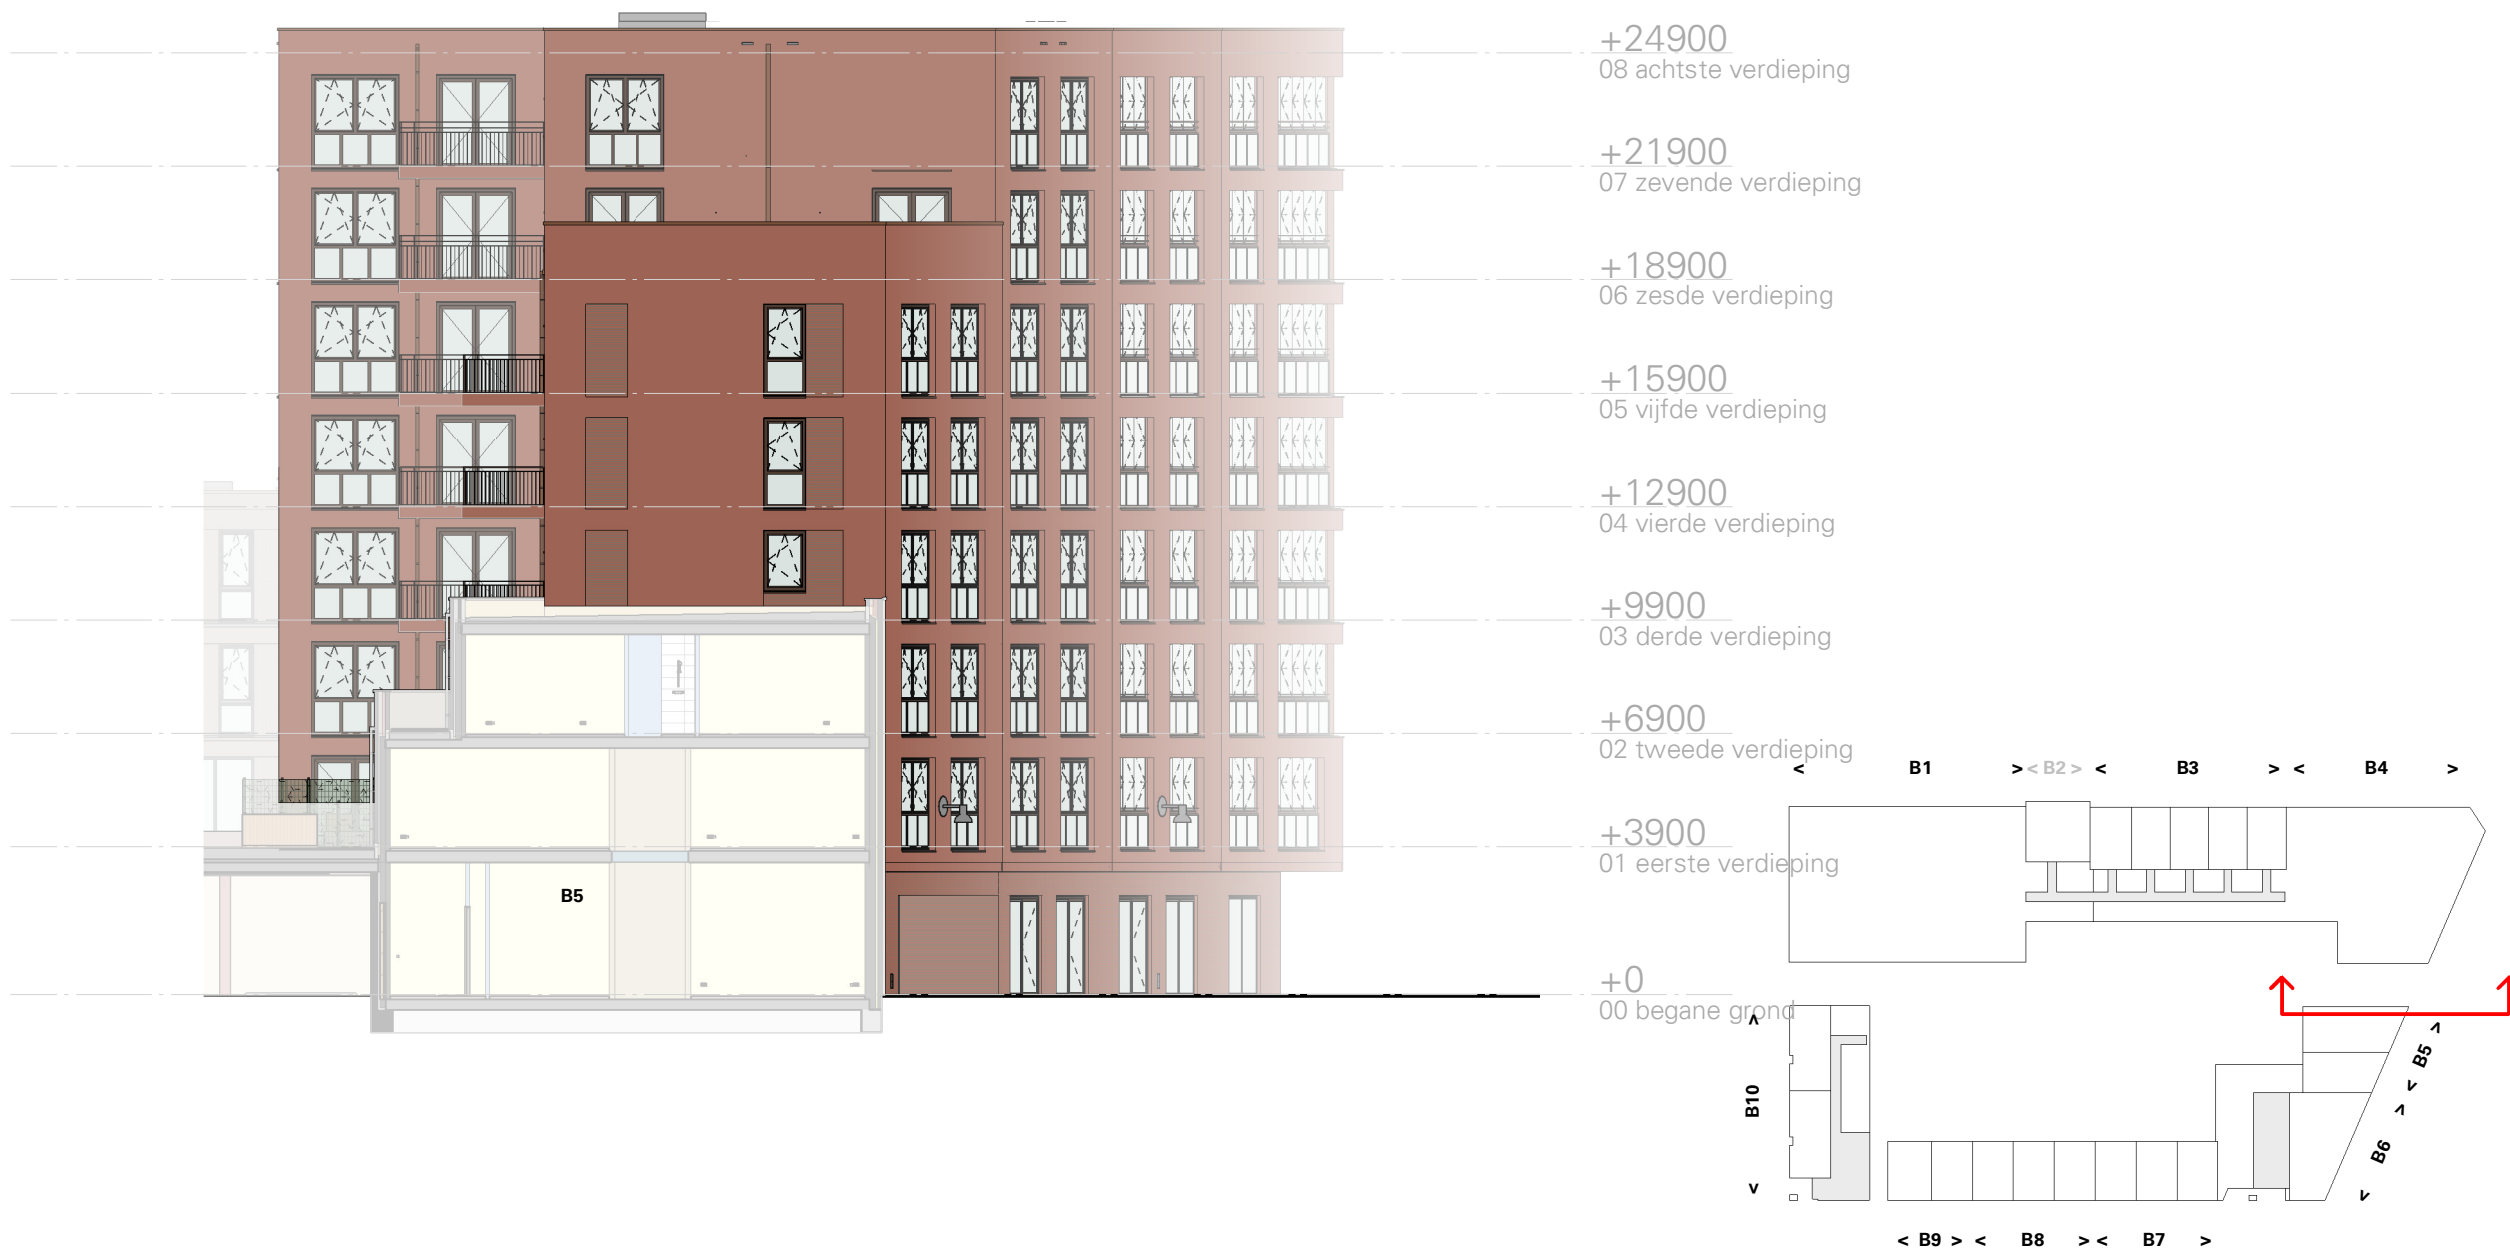 +24900
08 achtste verdieping
+21900
07 zevende verdieping
+18900
06 zesde verdieping
+15900
05 vijfde verdieping
+12900
04 vierde verdieping
+9900
03 derde verdieping
+6900
02 tweede verdieping
+3900
01 eerste verdieping
+0
00 begane grond
B5
< B1 > < B2 > < B3 > < B4 >
< B5 >
< B6 >
< B10 >
< B9 > < B8 > < B7 >